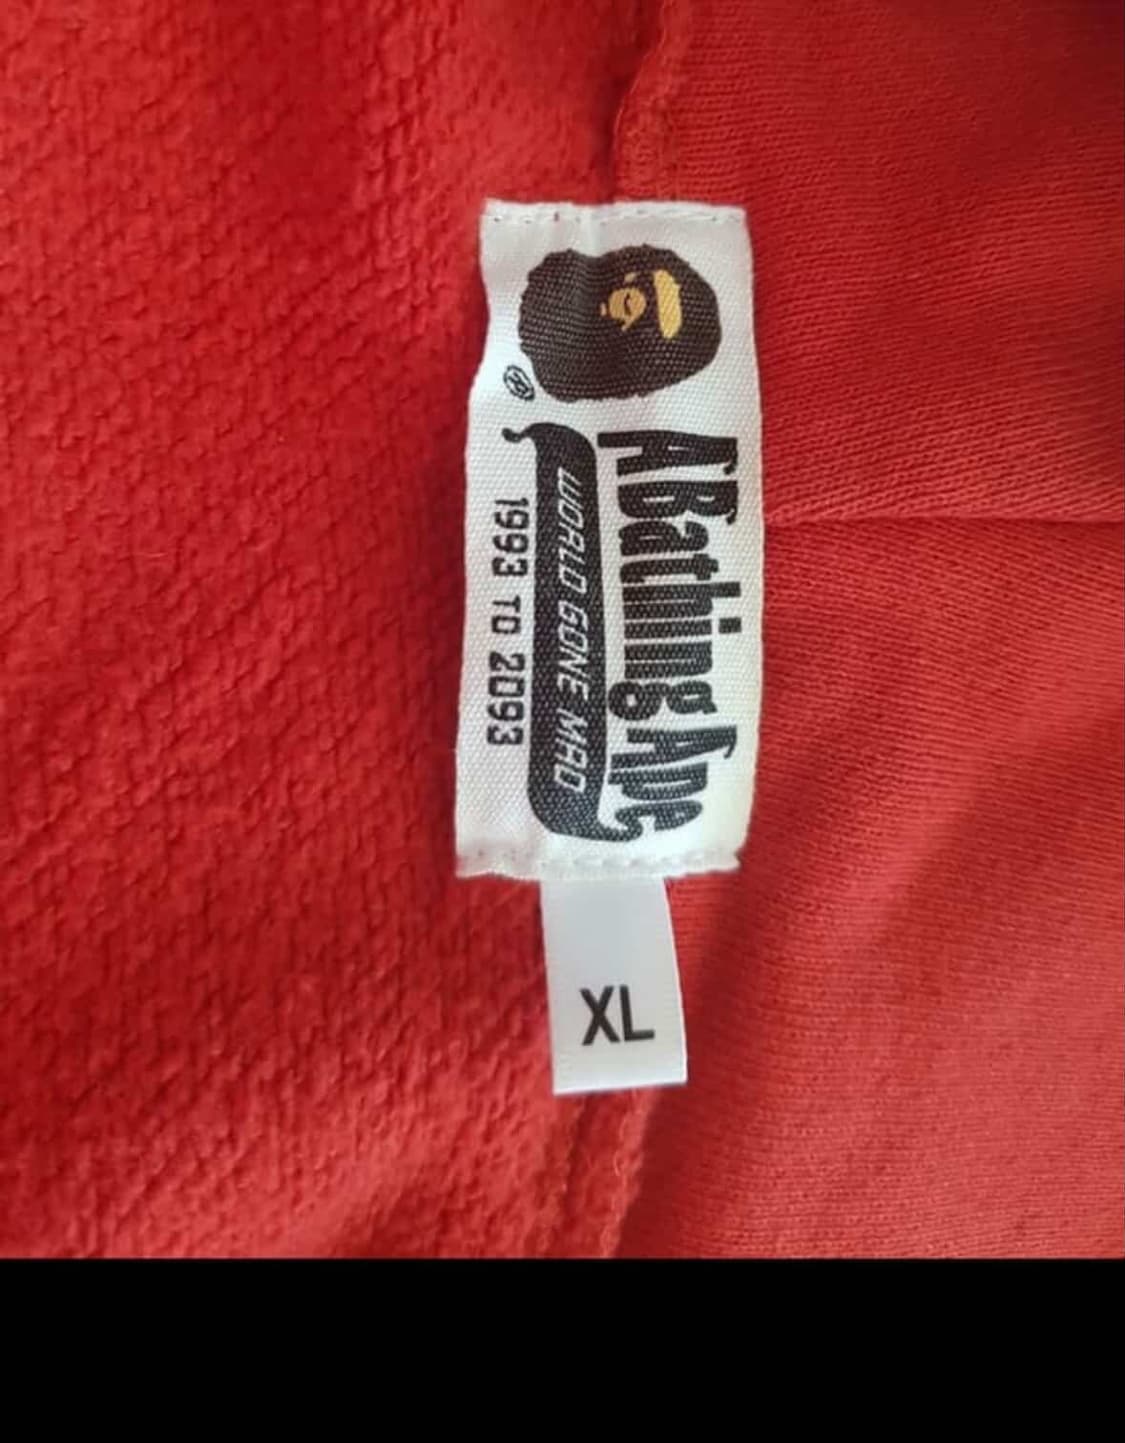 A Bathing Ape
WORLD GONE MAD
1993 TO 2093
®
XL